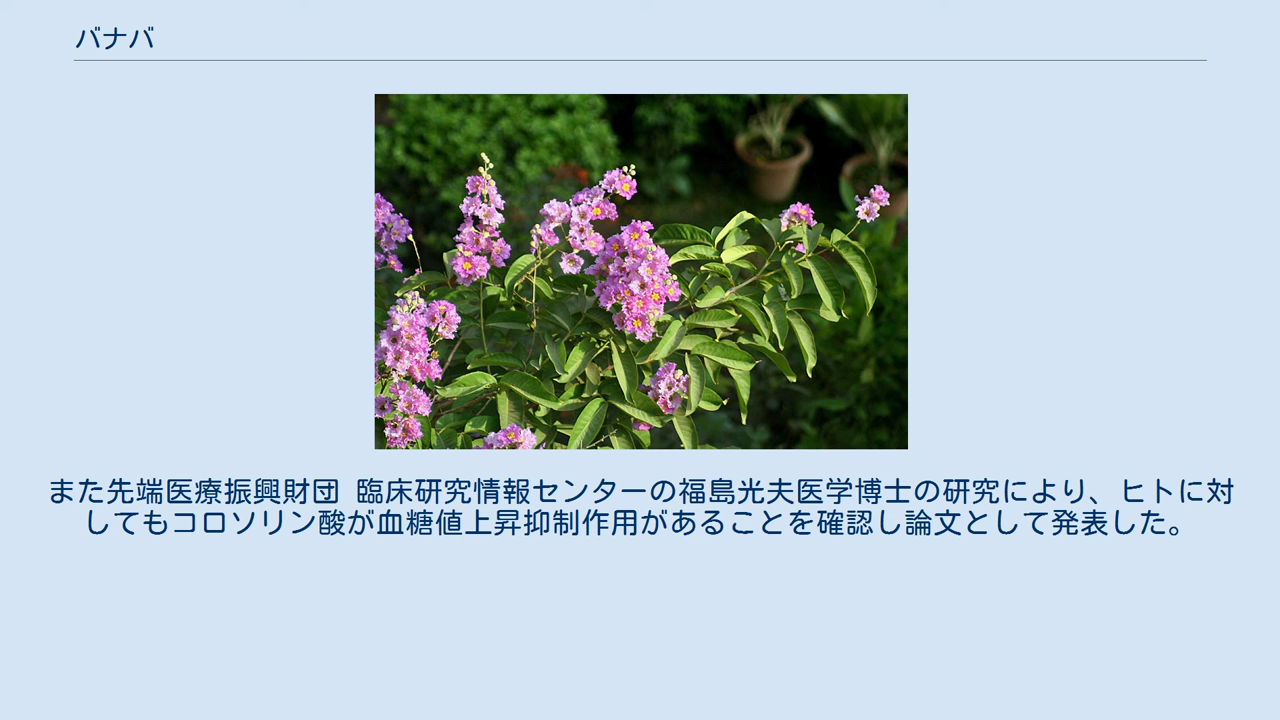 バナバ
また先端医療振興財団 臨床研究情報センターの福島光夫医学博士の研究により、ヒトに対
してもコロソリン酸が血糖値上昇抑制作用があることを確認し論文として発表した。